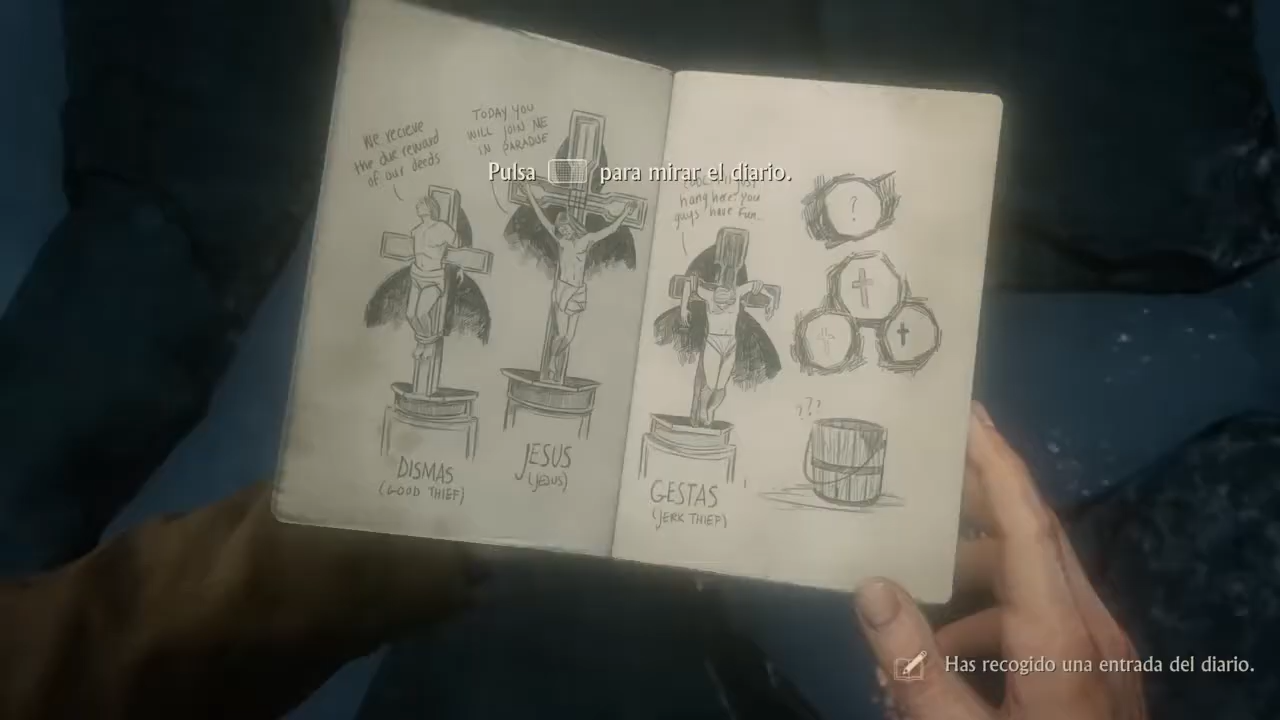 We recieve
the due reward
of our deeds
TODAY YOU
WILL JOIN ME
IN PARADISE
Pulsa para mirar el diario.
hang here. you
guys have fun.
?
???
DISMAS
(GOOD THIEF)
JESUS
(JESUS)
GESTAS
(JERK THIEF)
Has recogido una entrada del diario.